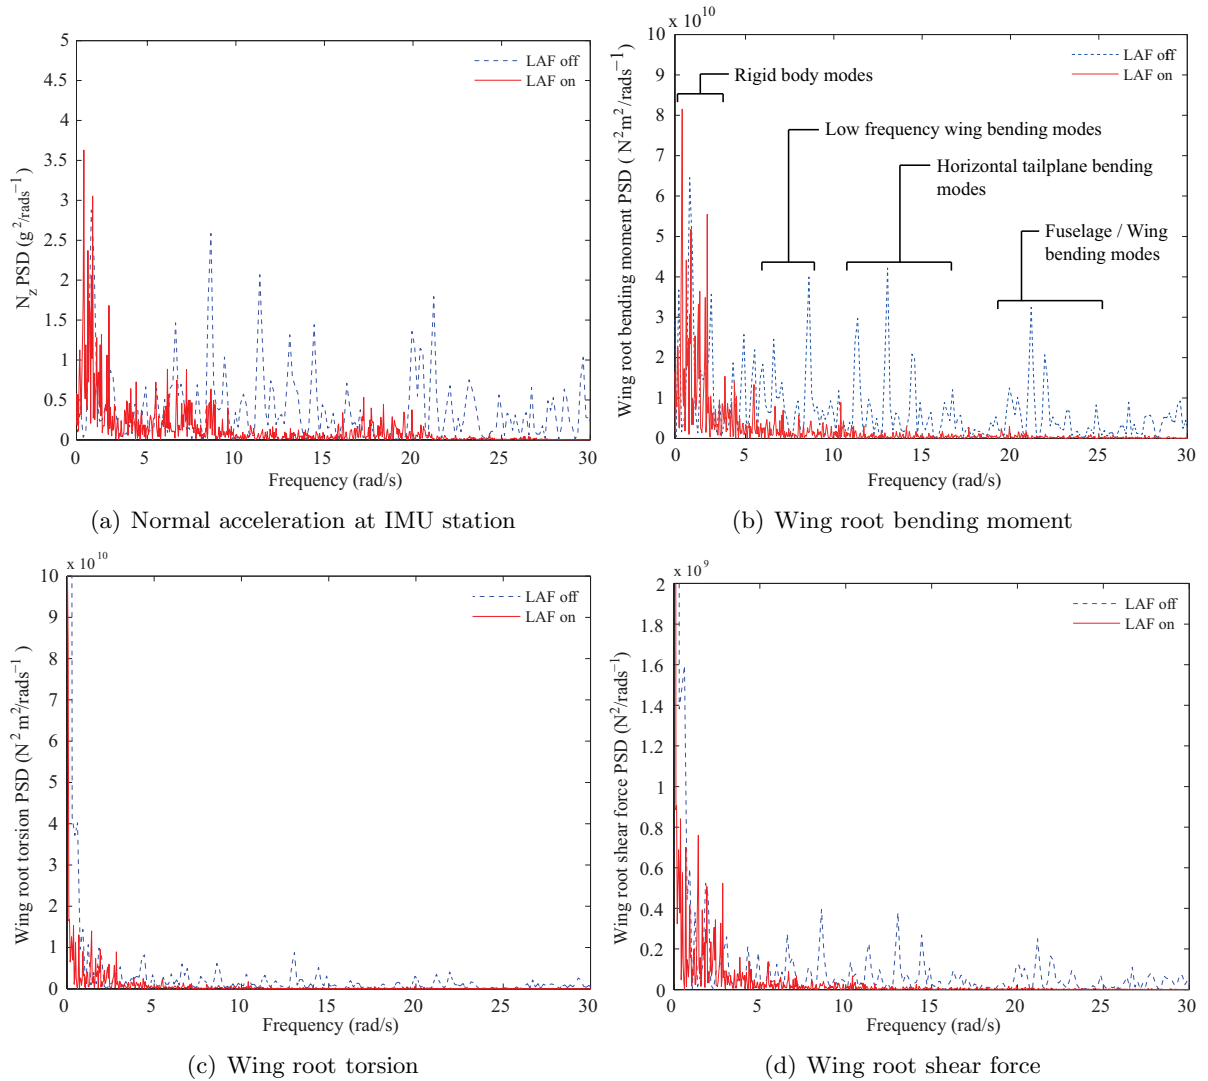 5
4.5
4
3.5
3
2.5
2
1.5
1
0.5
0
0 5 10 15 20 25 30
N_z PSD (g²/rads⁻¹)
Frequency (rad/s)
LAF off
LAF on
(a) Normal acceleration at IMU station
x 10¹⁰
10
9
8
7
6
5
4
3
2
1
0
0 5 10 15 20 25 30
Wing root bending moment PSD ( N²m²/rads⁻¹)
Frequency (rad/s)
LAF off
LAF on
Rigid body modes
Low frequency wing bending modes
Horizontal tailplane bending
modes
Fuselage / Wing
bending modes
(b) Wing root bending moment
x 10¹⁰
10
9
8
7
6
5
4
3
2
1
0
0 5 10 15 20 25 30
Wing root torsion PSD (N² m²/rads⁻¹)
Frequency (rad/s)
LAF off
LAF on
(c) Wing root torsion
x 10⁹
2
1.8
1.6
1.4
1.2
1
0.8
0.6
0.4
0.2
0
0 5 10 15 20 25 30
Wing root shear force PSD (N²/rads⁻¹)
Frequency (rad/s)
LAF off
LAF on
(d) Wing root shear force